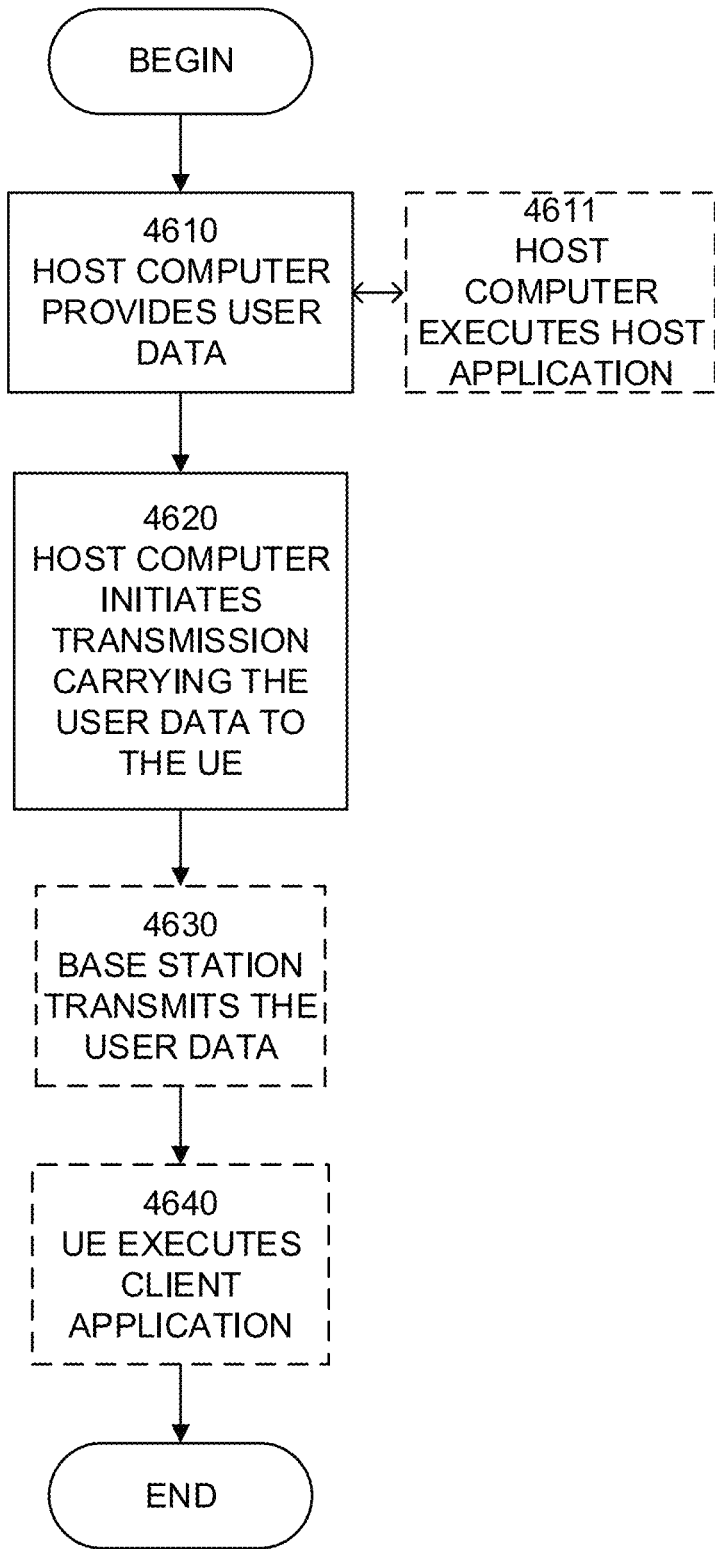 BEGIN
4610
HOST COMPUTER
PROVIDES USER
DATA
4611
HOST
COMPUTER
EXECUTES HOST
APPLICATION
4620
HOST COMPUTER
INITIATES
TRANSMISSION
CARRYING THE
USER DATA TO
THE UE
4630
BASE STATION
TRANSMITS THE
USER DATA
4640
UE EXECUTES
CLIENT
APPLICATION
END